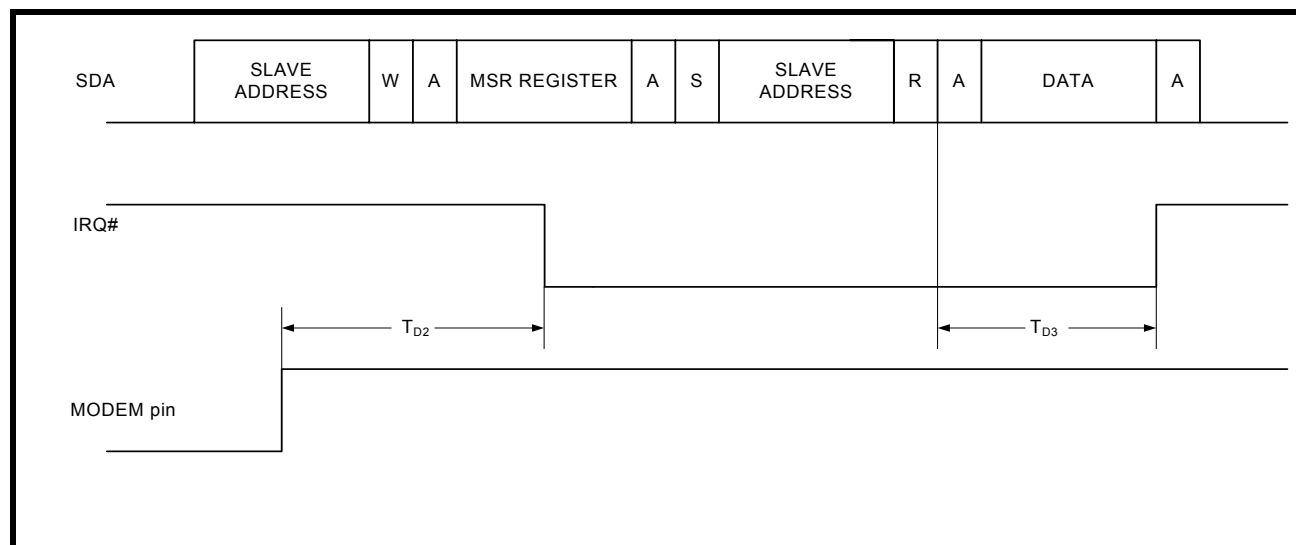 SDA
SLAVE
ADDRESS
W
A
MSR REGISTER
A
S
SLAVE
ADDRESS
R
A
DATA
A
IRQ#
TD2
TD3
MODEM pin